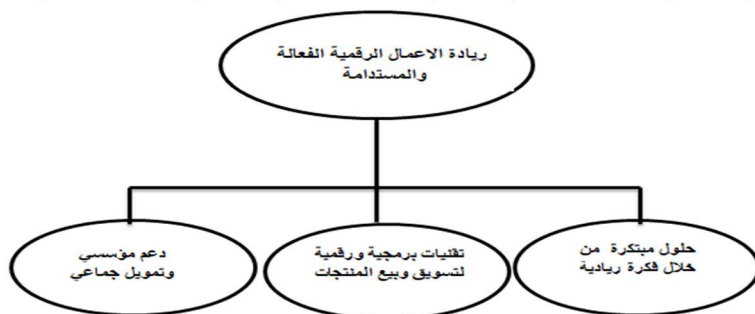 ريادة الاعمال الرقمية الفعالة
والمستدامة
حلول مبتكرة من
خلال فكرة ريادية
تقنيات برمجية ورقمية
لتسويق وبيع المنتجات
دعم مؤسسي
وتمويل جماعي